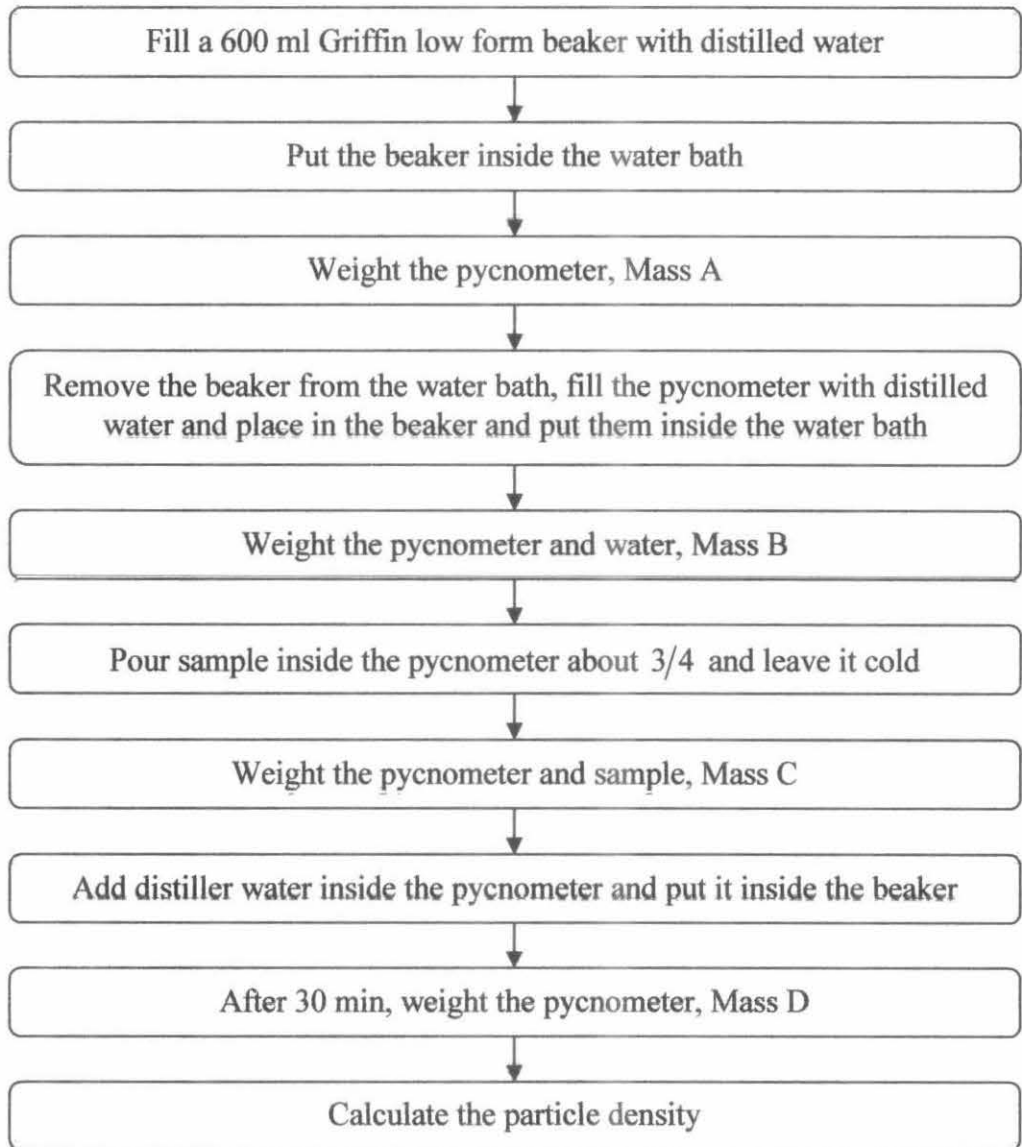 Fill a 600 ml Griffin low form beaker with distilled water
Put the beaker inside the water bath
Weight the pycnometer, Mass A
Remove the beaker from the water bath, fill the pycnometer with distilled
water and place in the beaker and put them inside the water bath
Weight the pycnometer and water, Mass B
Pour sample inside the pycnometer about 3/4 and leave it cold
Weight the pycnometer and sample, Mass C
Add distiller water inside the pycnometer and put it inside the beaker
After 30 min, weight the pycnometer, Mass D
Calculate the particle density